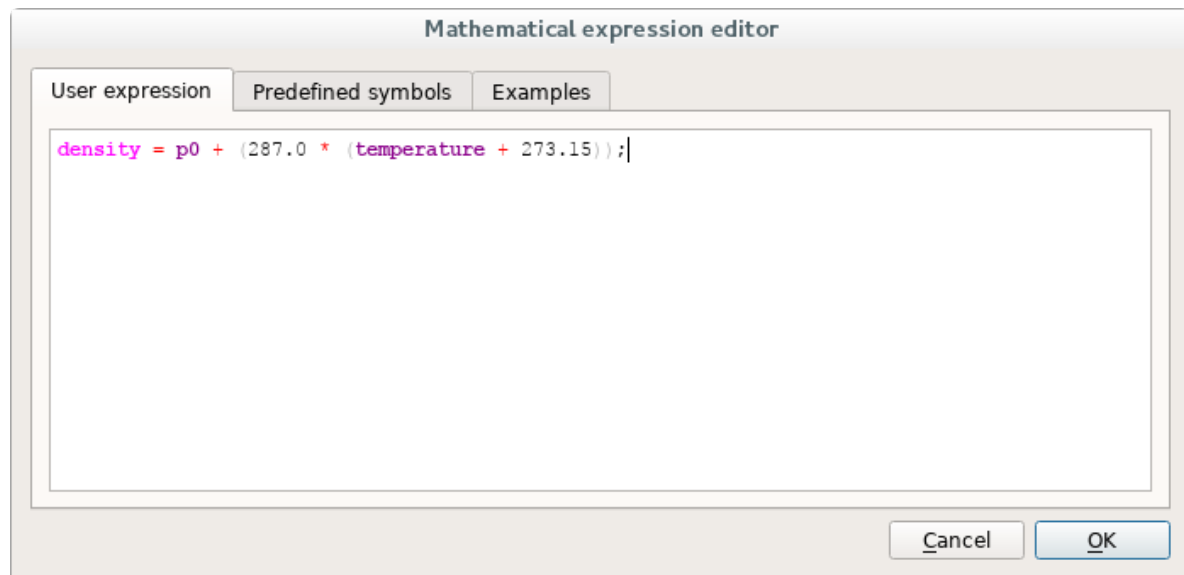 Mathematical expression editor
User expression Predefined symbols Examples
density = p0 + (287.0 * (temperature + 273.15));
Cancel OK